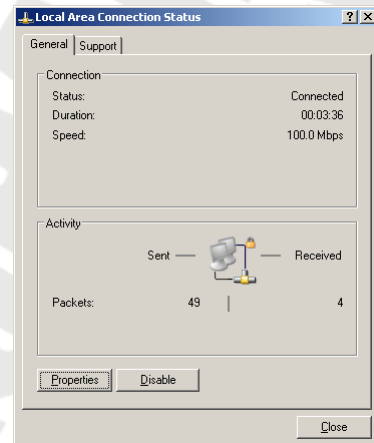 Local Area Connection Status
General Support
Connection
Status: Connected
Duration: 00:03:36
Speed: 100.0 Mbps
Activity
Sent Received
Packets: 49 4
Properties Disable
Close